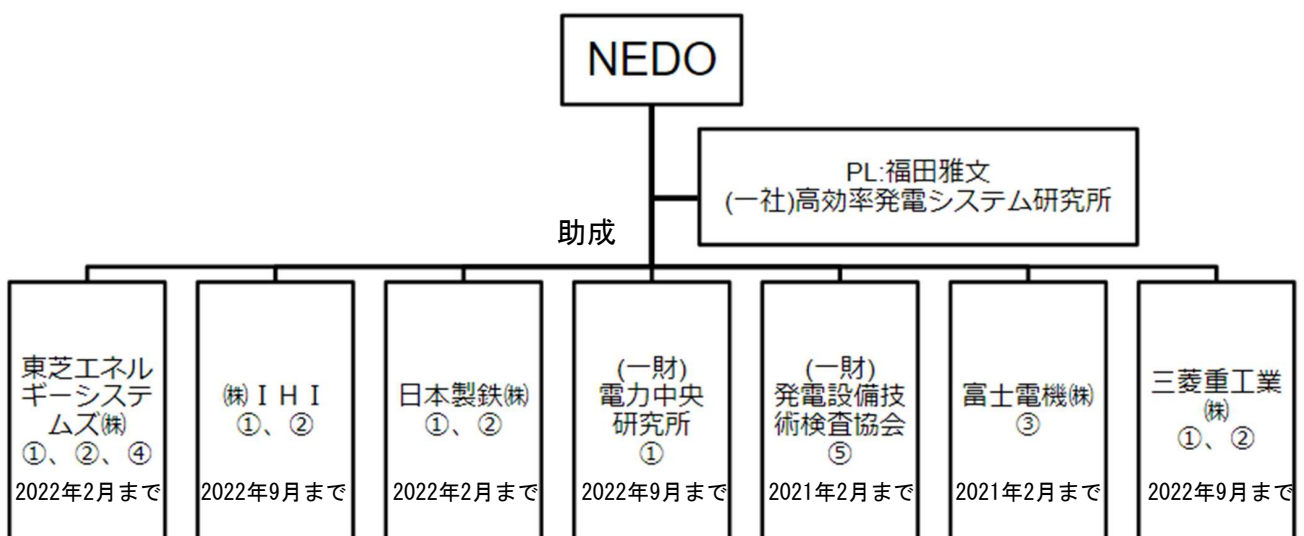 NEDO
PL:福田雅文
(一社)高効率発電システム研究所
助成
東芝エネル
ギーシステ
ムズ㈱
①、②、④
2022年2月まで
㈱ＩＨＩ
①、②
2022年9月まで
日本製鉄㈱
①、②
2022年2月まで
(一財)
電力中央
研究所
①
2022年9月まで
(一財)
発電設備技
術検査協会
⑤
2021年2月まで
富士電機㈱
③
2021年2月まで
三菱重工業
㈱
①、②
2022年9月まで